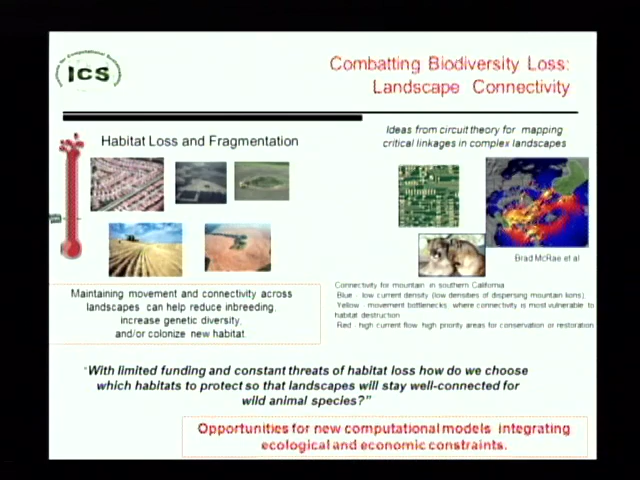 ICS
Combatting Biodiversity Loss:
Landscape Connectivity
Habitat Loss and Fragmentation
Ideas from circuit theory for mapping
critical linkages in complex landscapes
Brad McRae et al
Maintaining movement and connectivity across
landscapes can help reduce inbreeding,
increase genetic diversity,
and/or colonize new habitat.
Connectivity for mountain in southern California
Blue - low current density (low densities of dispersing mountain lions)
Yellow - movement bottlenecks where connectivity is most vulnerable to
habitat destruction
Red - high current flow high priority areas for conservation or restoration
"With limited funding and constant threats of habitat loss how do we choose
which habitats to protect so that landscapes will stay well-connected for
wild animal species?"
Opportunities for new computational models integrating
ecological and economic constraints.